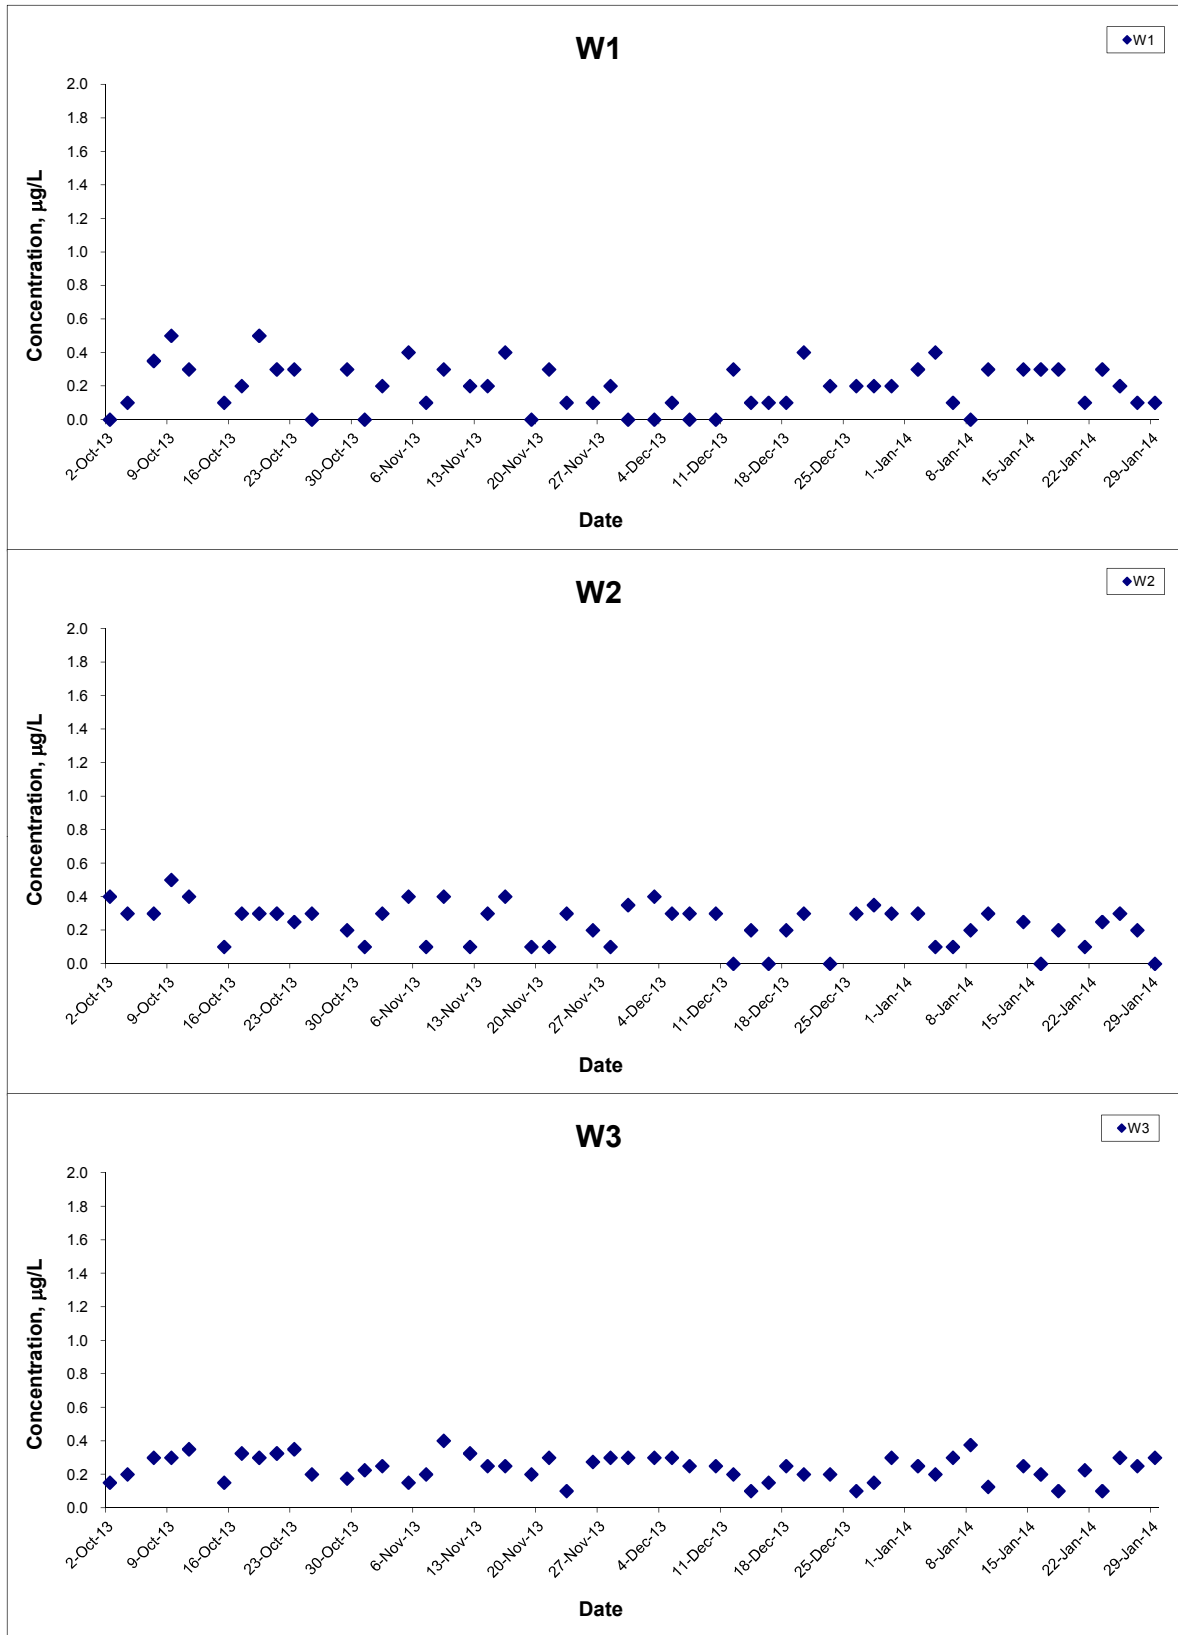 W1
W1
2.0
1.8
1.6
1.4
1.2
1.0
0.8
0.6
0.4
0.2
0.0
Concentration, µg/L
2-Oct-13
9-Oct-13
16-Oct-13
23-Oct-13
30-Oct-13
6-Nov-13
13-Nov-13
20-Nov-13
27-Nov-13
4-Dec-13
11-Dec-13
18-Dec-13
25-Dec-13
1-Jan-14
8-Jan-14
15-Jan-14
22-Jan-14
29-Jan-14
Date
W2
W2
2.0
1.8
1.6
1.4
1.2
1.0
0.8
0.6
0.4
0.2
0.0
Concentration, µg/L
2-Oct-13
9-Oct-13
16-Oct-13
23-Oct-13
30-Oct-13
6-Nov-13
13-Nov-13
20-Nov-13
27-Nov-13
4-Dec-13
11-Dec-13
18-Dec-13
25-Dec-13
1-Jan-14
8-Jan-14
15-Jan-14
22-Jan-14
29-Jan-14
Date
W3
W3
2.0
1.8
1.6
1.4
1.2
1.0
0.8
0.6
0.4
0.2
0.0
Concentration, µg/L
2-Oct-13
9-Oct-13
16-Oct-13
23-Oct-13
30-Oct-13
6-Nov-13
13-Nov-13
20-Nov-13
27-Nov-13
4-Dec-13
11-Dec-13
18-Dec-13
25-Dec-13
1-Jan-14
8-Jan-14
15-Jan-14
22-Jan-14
29-Jan-14
Date